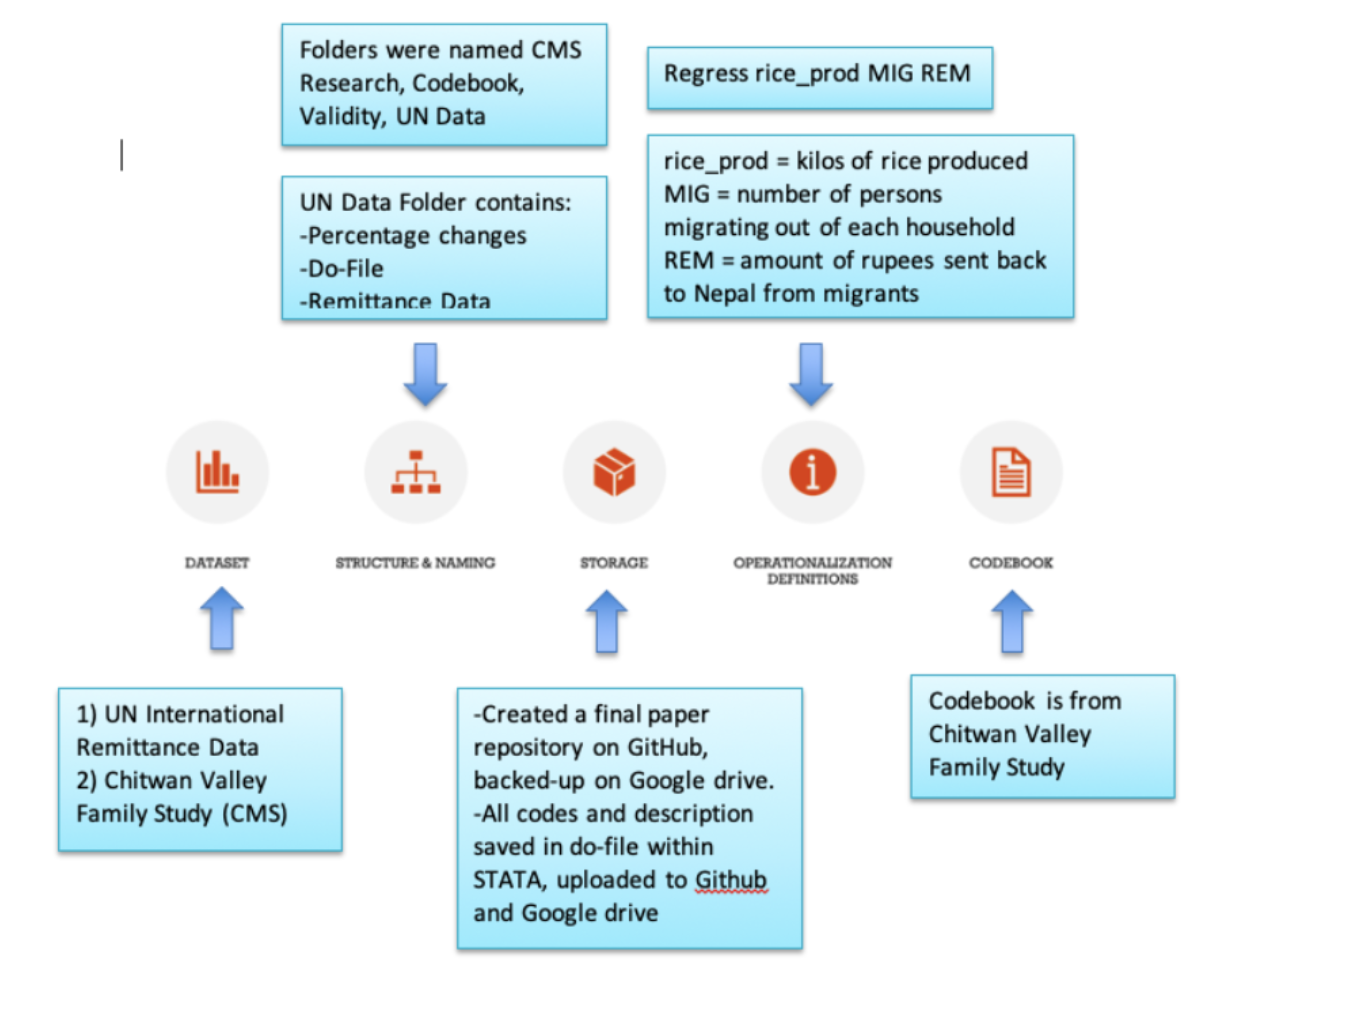 Folders were named CMS
Research, Codebook,
Validity, UN Data
Regress rice_prod MIG REM
UN Data Folder contains:
-Percentage changes
-Do-File
-Remittance Data
rice_prod = kilos of rice produced
MIG = number of persons
migrating out of each household
REM = amount of rupees sent back
to Nepal from migrants
DATASET
STRUCTURE & NAMING
STORAGE
OPERATIONALIZATION
DEFINITIONS
CODEBOOK
1) UN International
Remittance Data
2) Chitwan Valley
Family Study (CMS)
-Created a final paper
repository on GitHub,
backed-up on Google drive.
-All codes and description
saved in do-file within
STATA, uploaded to Github
and Google drive
Codebook is from
Chitwan Valley
Family Study